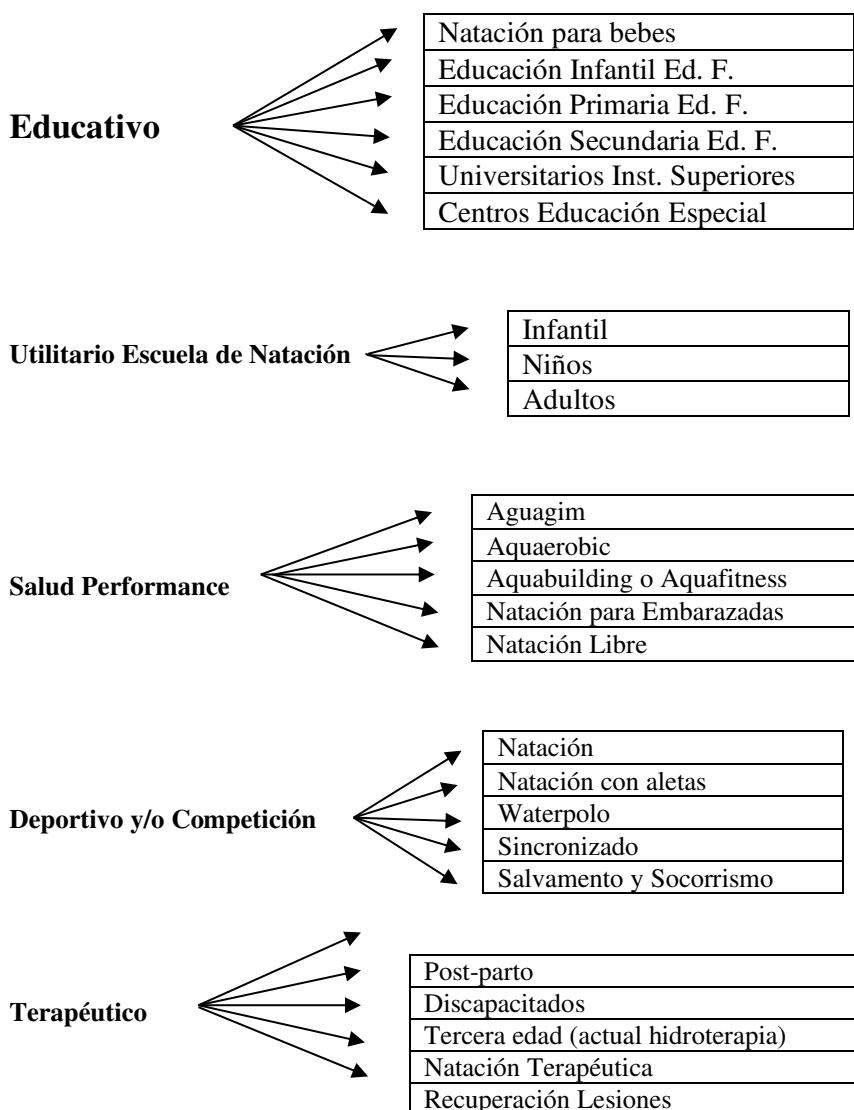 Educativo
Natación para bebes
Educación Infantil Ed. F.
Educación Primaria Ed. F.
Educación Secundaria Ed. F.
Universitarios Inst. Superiores
Centros Educación Especial
Utilitario Escuela de Natación
Infantil
Niños
Adultos
Salud Performance
Aguagim
Aquaerobic
Aquabuilding o Aquafitness
Natación para Embarazadas
Natación Libre
Deportivo y/o Competición
Natación
Natación con aletas
Waterpolo
Sincronizado
Salvamento y Socorrismo
Terapéutico
Post-parto
Discapacitados
Tercera edad (actual hidroterapia)
Natación Terapéutica
Recuperación Lesiones